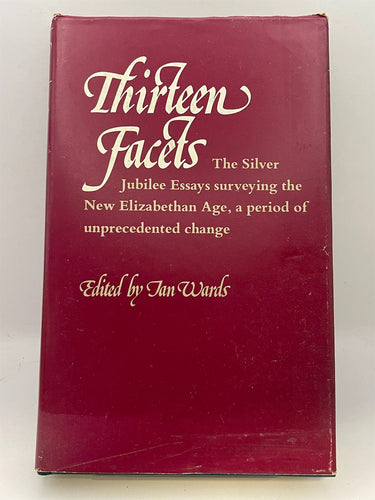 Thirteen
Facets The Silver
Jubilee Essays surveying the
New Elizabethan Age, a period of
unprecedented change
Edited by Ian Wards